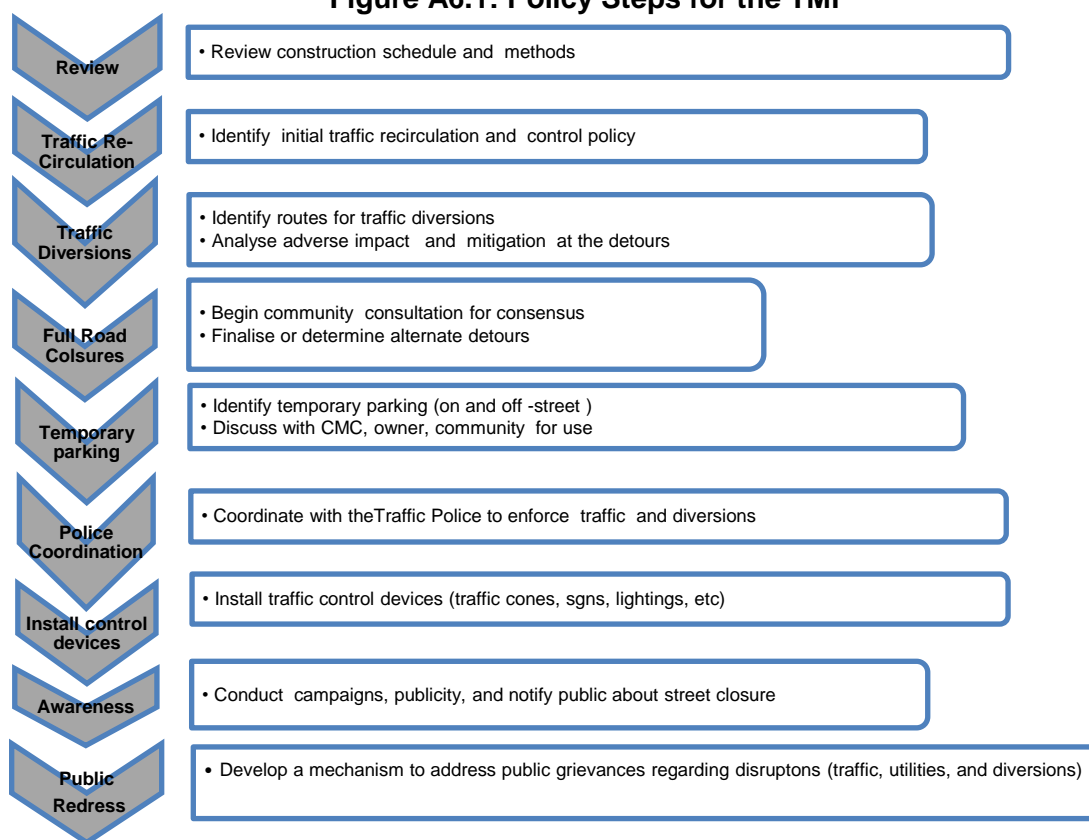 Figure A6.1: Policy Steps for the TMP
Review
• Review construction schedule and methods
Traffic Re-
Circulation
• Identify initial traffic recirculation and control policy
Traffic
Diversions
• Identify routes for traffic diversions
• Analyse adverse impact and mitigation at the detours
Full Road
Colsures
• Begin community consultation for consensus
• Finalise or determine alternate detours
Temporary
parking
• Identify temporary parking (on and off -street )
• Discuss with CMC, owner, community for use
Police
Coordination
• Coordinate with theTraffic Police to enforce traffic and diversions
Install control
devices
• Install traffic control devices (traffic cones, sgns, lightings, etc)
Awareness
• Conduct campaigns, publicity, and notify public about street closure
Public
Redress
• Develop a mechanism to address public grievances regarding disruptons (traffic, utilities, and diversions)